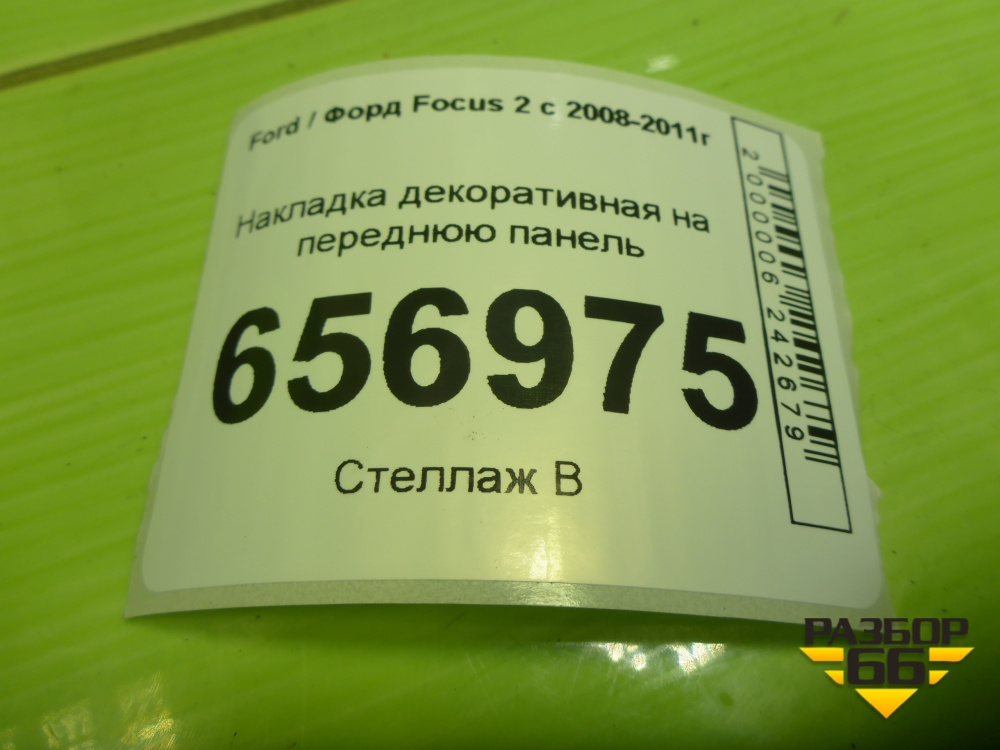 Ford / Форд Focus 2 с 2008-2011г
Накладка декоративная на
переднюю панель
656975
Стеллаж В
2000006242679
РАЗБОР
66